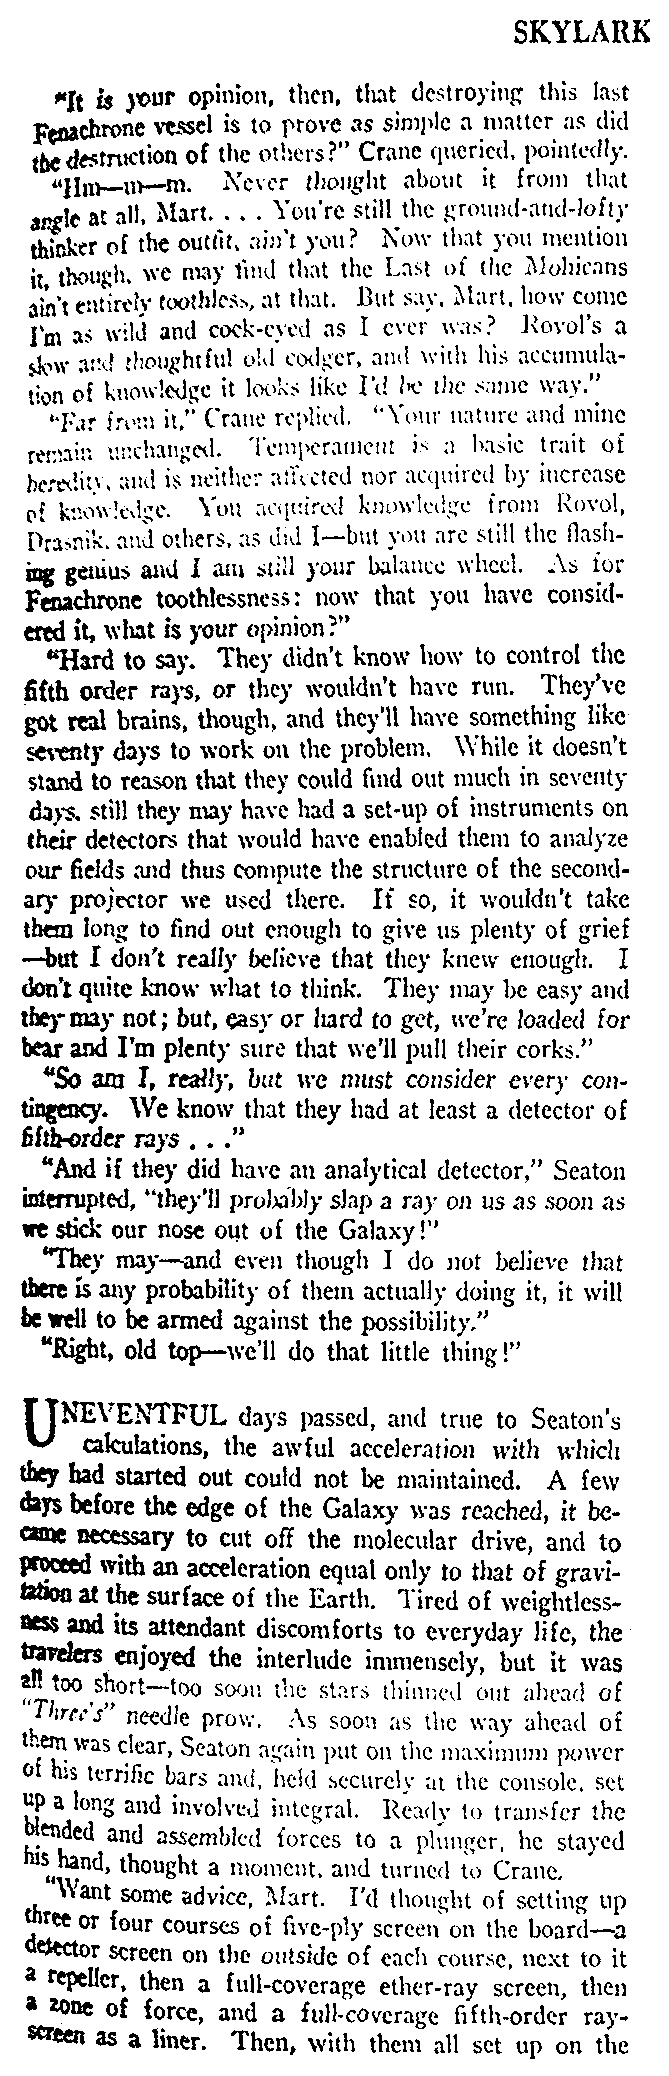 SKYLARK
"It is your opinion, then, that destroying this last
Fenachrone vessel is to prove as simple a matter as did
the destruction of the others?" Crane queried, pointedly.
"Hm—m—m. Never thought about it from that
angle at all, Mart. . . . You're still the ground-and-lofty
thinker of the outfit, ain't you? Now that you mention
it, though, we may find that the Last of the Mohicans
ain't entirely toothless, at that. But say, Mart, how come
I'm as wild and cock-eyed as I ever was? Rovol's a
slow and thoughtful old codger, and with his accumula-
tion of knowledge it looks like I'd be the same way."
"Far from it," Crane replied. "Your nature and mine
remain unchanged. Temperament is a basic trait of
heredity, and is neither affected nor acquired by increase
of knowledge. You acquired knowledge from Rovol,
Drasnik, and others, as did I—but you are still the flash-
ing genius and I am still your balance wheel. As for
Fenachrone toothlessness: now that you have consid-
ered it, what is your opinion?"
"Hard to say. They didn't know how to control the
fifth order rays, or they wouldn't have run. They've
got real brains, though, and they'll have something like
seventy days to work on the problem. While it doesn't
stand to reason that they could find out much in seventy
days, still they may have had a set-up of instruments on
their detectors that would have enabled them to analyze
our fields and thus compute the structure of the second-
ary projector we used there. If so, it wouldn't take
them long to find out enough to give us plenty of grief
—but I don't really believe that they knew enough. I
don't quite know what to think. They may be easy and
they may not; but, easy or hard to get, we're loaded for
bear and I'm plenty sure that we'll pull their corks."
"So am I, really, but we must consider every con-
tingency. We know that they had at least a detector of
fifth-order rays . . ."
"And if they did have an analytical detector," Seaton
interrupted, "they'll probably slap a ray on us as soon as
we stick our nose out of the Galaxy!"
"They may—and even though I do not believe that
there is any probability of them actually doing it, it will
be well to be armed against the possibility."
"Right, old top—we'll do that little thing!"
UNEVENTFUL days passed, and true to Seaton's
calculations, the awful acceleration with which
they had started out could not be maintained. A few
days before the edge of the Galaxy was reached, it be-
came necessary to cut off the molecular drive, and to
proceed with an acceleration equal only to that of gravi-
tation at the surface of the Earth. Tired of weightless-
ness and its attendant discomforts to everyday life, the
travelers enjoyed the interlude immensely, but it was
all too short—too soon the stars thinned out ahead of
"Three's" needle prow. As soon as the way ahead of
them was clear, Seaton again put on the maximum power
of his terrific bars and, held securely at the console, set
up a long and involved integral. Ready to transfer the
blended and assembled forces to a plunger, he stayed
his hand, thought a moment, and turned to Crane.
"Want some advice, Mart. I'd thought of setting up
three or four courses of five-ply screen on the board—a
detector screen on the outside of each course, next to it
a repeller, then a full-coverage ether-ray screen, then
a zone of force, and a full-coverage fifth-order ray-
screen as a liner. Then, with them all set up on the